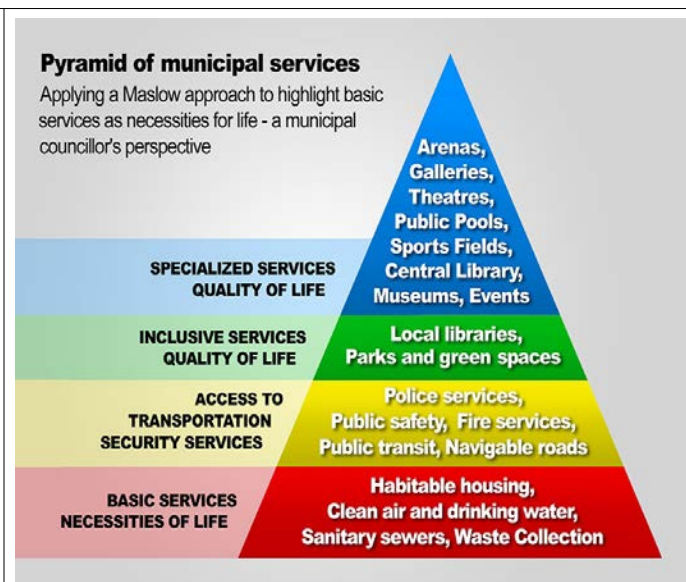 Pyramid of municipal services
Applying a Maslow approach to highlight basic
services as necessities for life - a municipal
councillor's perspective
Arenas,
Galleries,
Theatres,
Public Pools,
Sports Fields,
Central Library,
Museums, Events
SPECIALIZED SERVICES
QUALITY OF LIFE
Local libraries,
Parks and green spaces
INCLUSIVE SERVICES
QUALITY OF LIFE
Police services,
Public safety, Fire services,
Public transit, Navigable roads
ACCESS TO
TRANSPORTATION
SECURITY SERVICES
Habitable housing,
Clean air and drinking water,
Sanitary sewers, Waste Collection
BASIC SERVICES
NECESSITIES OF LIFE